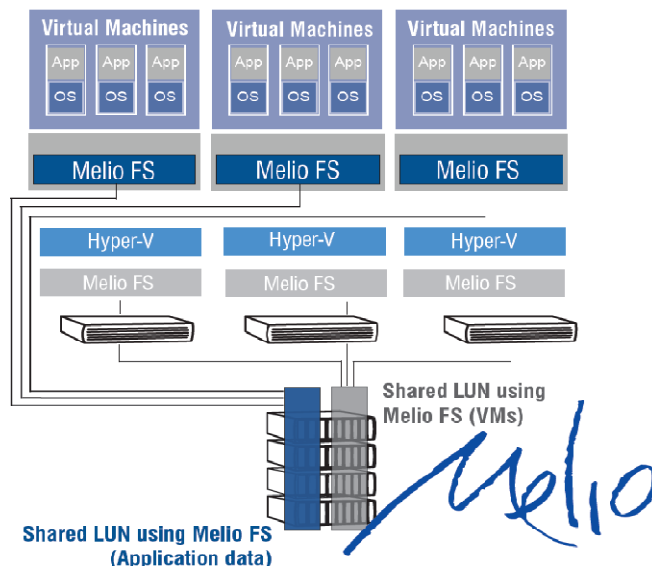 Virtual Machines Virtual Machines Virtual Machines
App App App App App App App App App
OS OS OS OS OS OS OS OS OS
Melio FS Melio FS Melio FS
Hyper-V Hyper-V Hyper-V
Melio FS Melio FS Melio FS
Shared LUN using
Melio FS (VMs)
Melio
Shared LUN using Melio FS
(Application data)